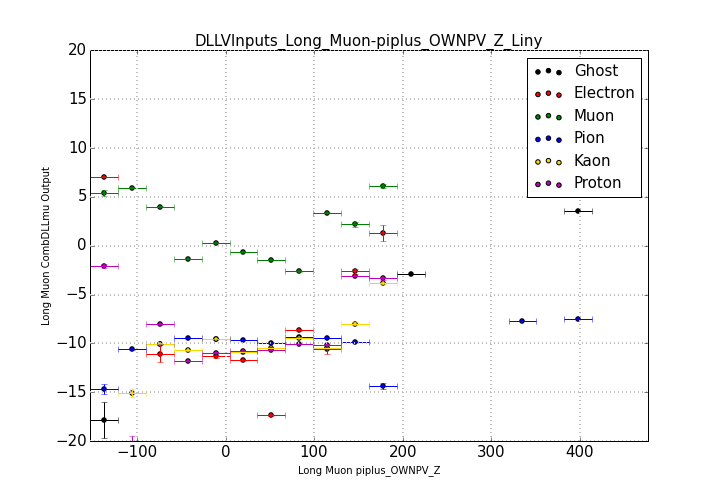 DLLVInputs_Long_Muon-piplus_OWNPV_Z_Liny
20
15
10
5
0
−5
−10
−15
−20
Long Muon CombDLLmu Output
Ghost
Electron
Muon
Pion
Kaon
Proton
−100
0
100
200
300
400
Long Muon piplus_OWNPV_Z